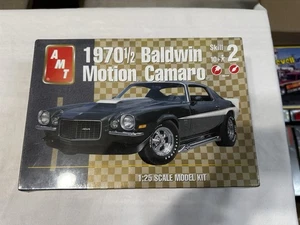 AMT
1970½ Baldwin
Motion Camaro
Skill 2
1:25 SCALE MODEL KIT